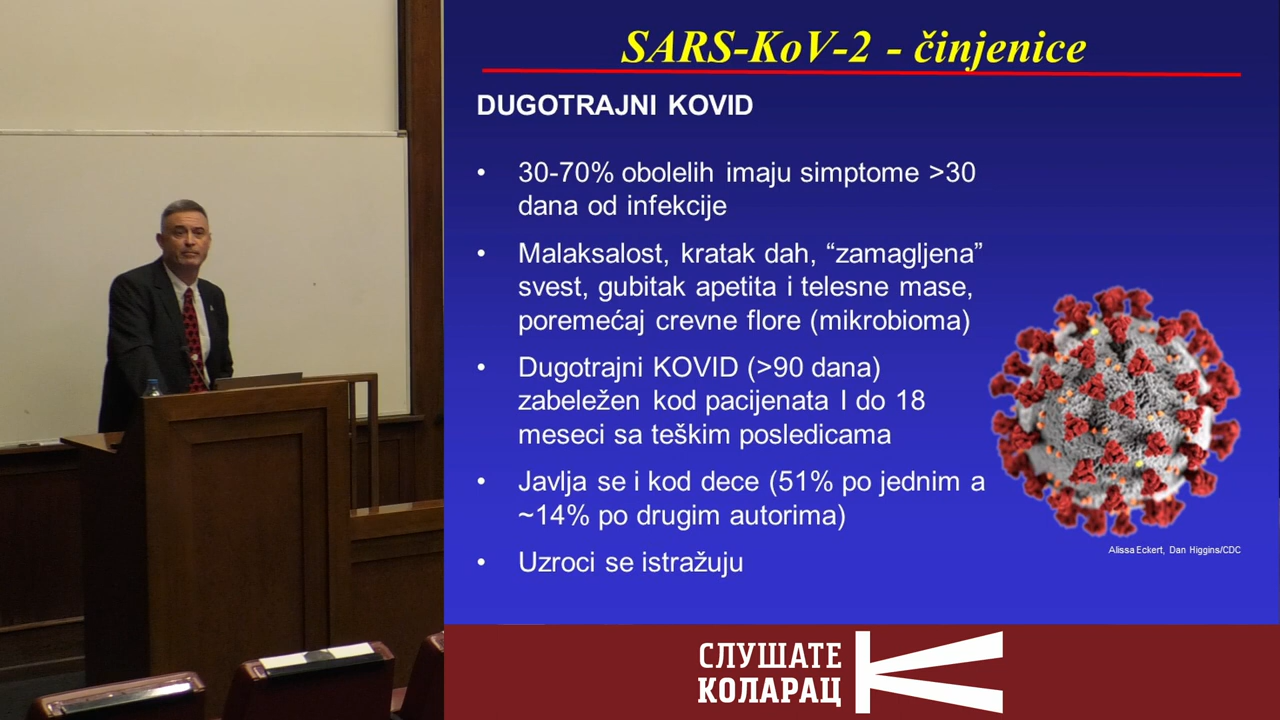 SARS-KoV-2 - činjenice
DUGOTRAJNI KOVID
• 30-70% obolelih imaju simptome >30
dana od infekcije
• Malaksalost, kratak dah, “zamagljena”
svest, gubitak apetita i telesne mase,
poremećaj crevne flore (mikrobioma)
• Dugotrajni KOVID (>90 dana)
zabeležen kod pacijenata I do 18
meseci sa teškim posledicama
• Javlja se i kod dece (51% po jednim a
~14% po drugim autorima)
• Uzroci se istražuju
Alissa Eckert, Dan Higgins/CDC
СЛУШАТЕ
КОЛАРАЦ